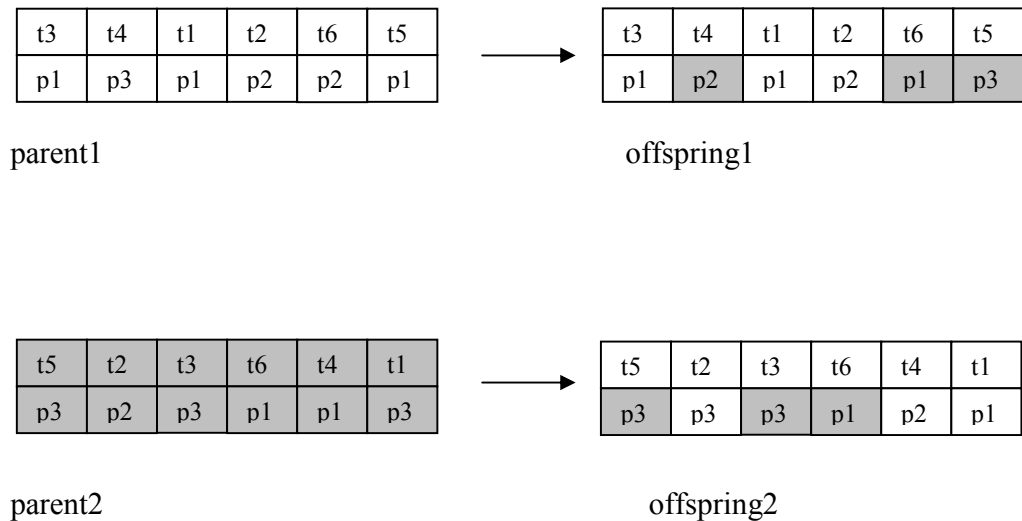 t3 t4 t1 t2 t6 t5 t3 t4 t1 t2 t6 t5
p1 p3 p1 p2 p2 p1 p1 p2 p1 p2 p1 p3
parent1 offspring1
t5 t2 t3 t6 t4 t1 t5 t2 t3 t6 t4 t1
p3 p2 p3 p1 p1 p3 p3 p3 p3 p1 p2 p1
parent2 offspring2